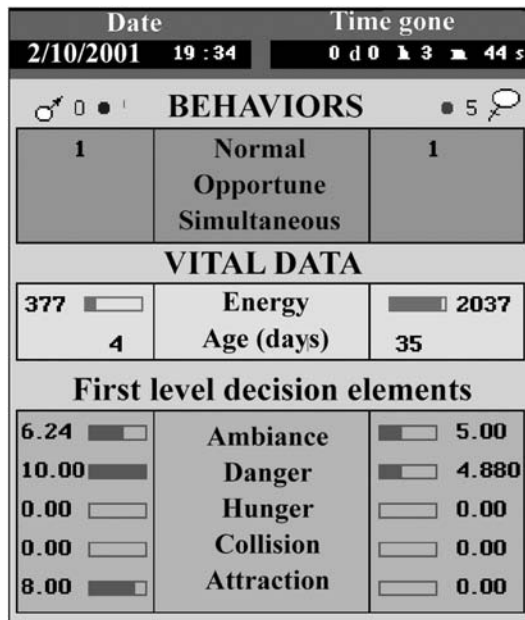 Date Time gone
2/10/2001 19 : 34 0 d 0 h 3 m 44 s
0 BEHAVIORS 5
1 Normal 1
Opportune
Simultaneous
VITAL DATA
377 Energy 2037
4 Age (days) 35
First level decision elements
6.24 Ambiance 5.00
10.00 Danger 4.880
0.00 Hunger 0.00
0.00 Collision 0.00
8.00 Attraction 0.00